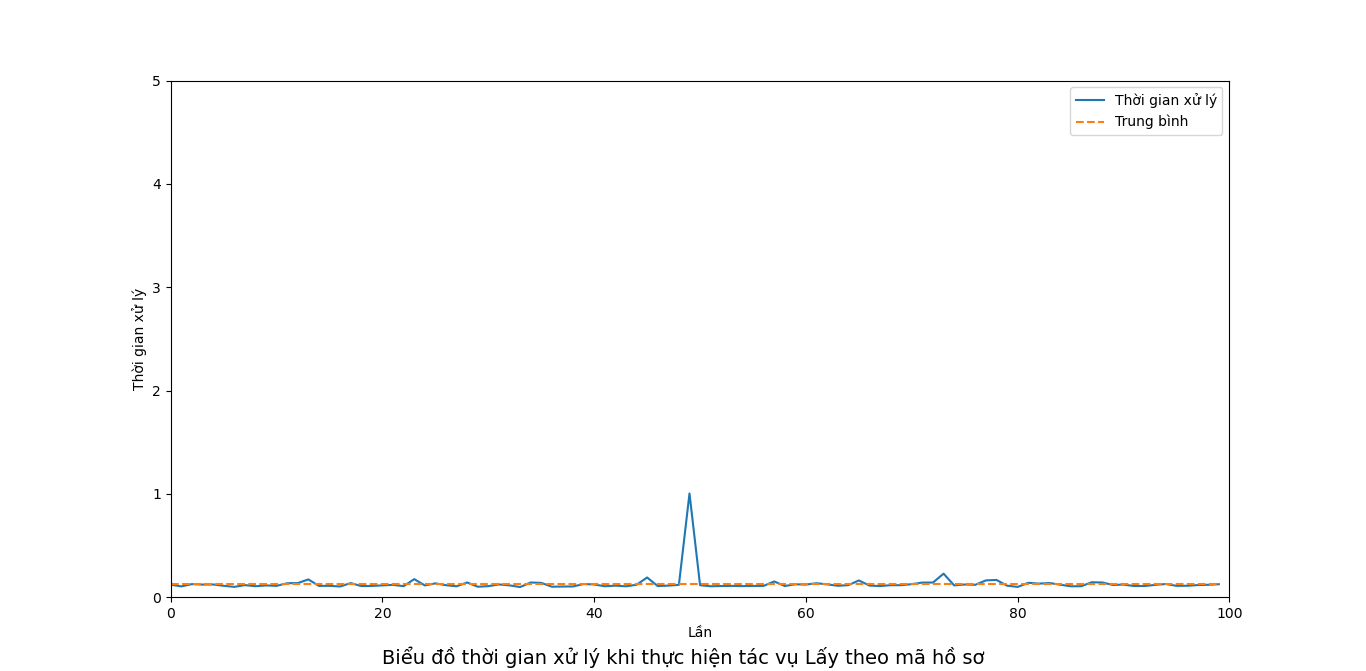 5
4
3
2
1
0
Thời gian xử lý
Thời gian xử lý
Trung bình
0 20 40 60 80 100
Lần
Biểu đồ thời gian xử lý khi thực hiện tác vụ Lấy theo mã hồ sơ